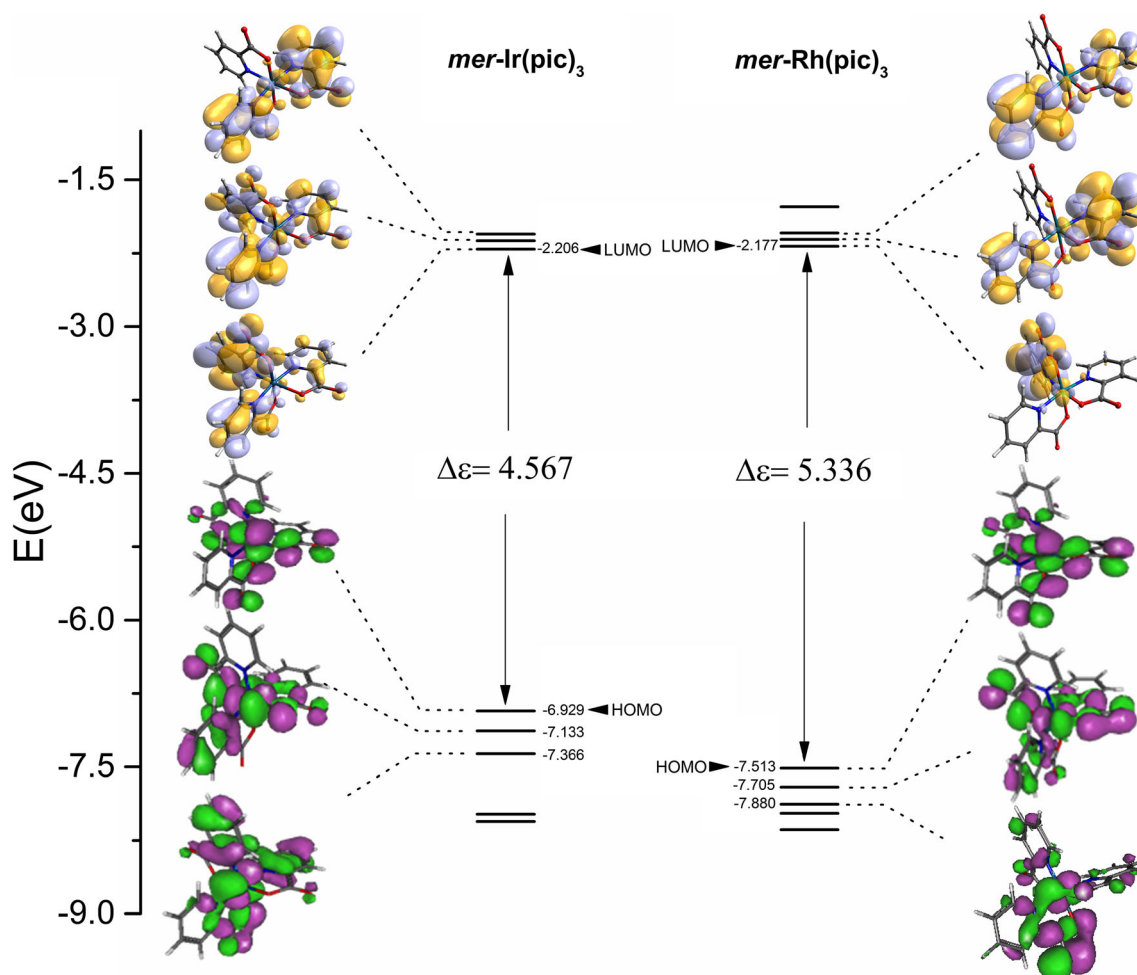 mer-Ir(pic)3
mer-Rh(pic)3
E(eV)
-1.5
-3.0
-4.5
-6.0
-7.5
-9.0
-2.206
LUMO
LUMO
-2.177
Δε= 4.567
Δε= 5.336
-6.929
HOMO
-7.133
-7.366
HOMO
-7.513
-7.705
-7.880